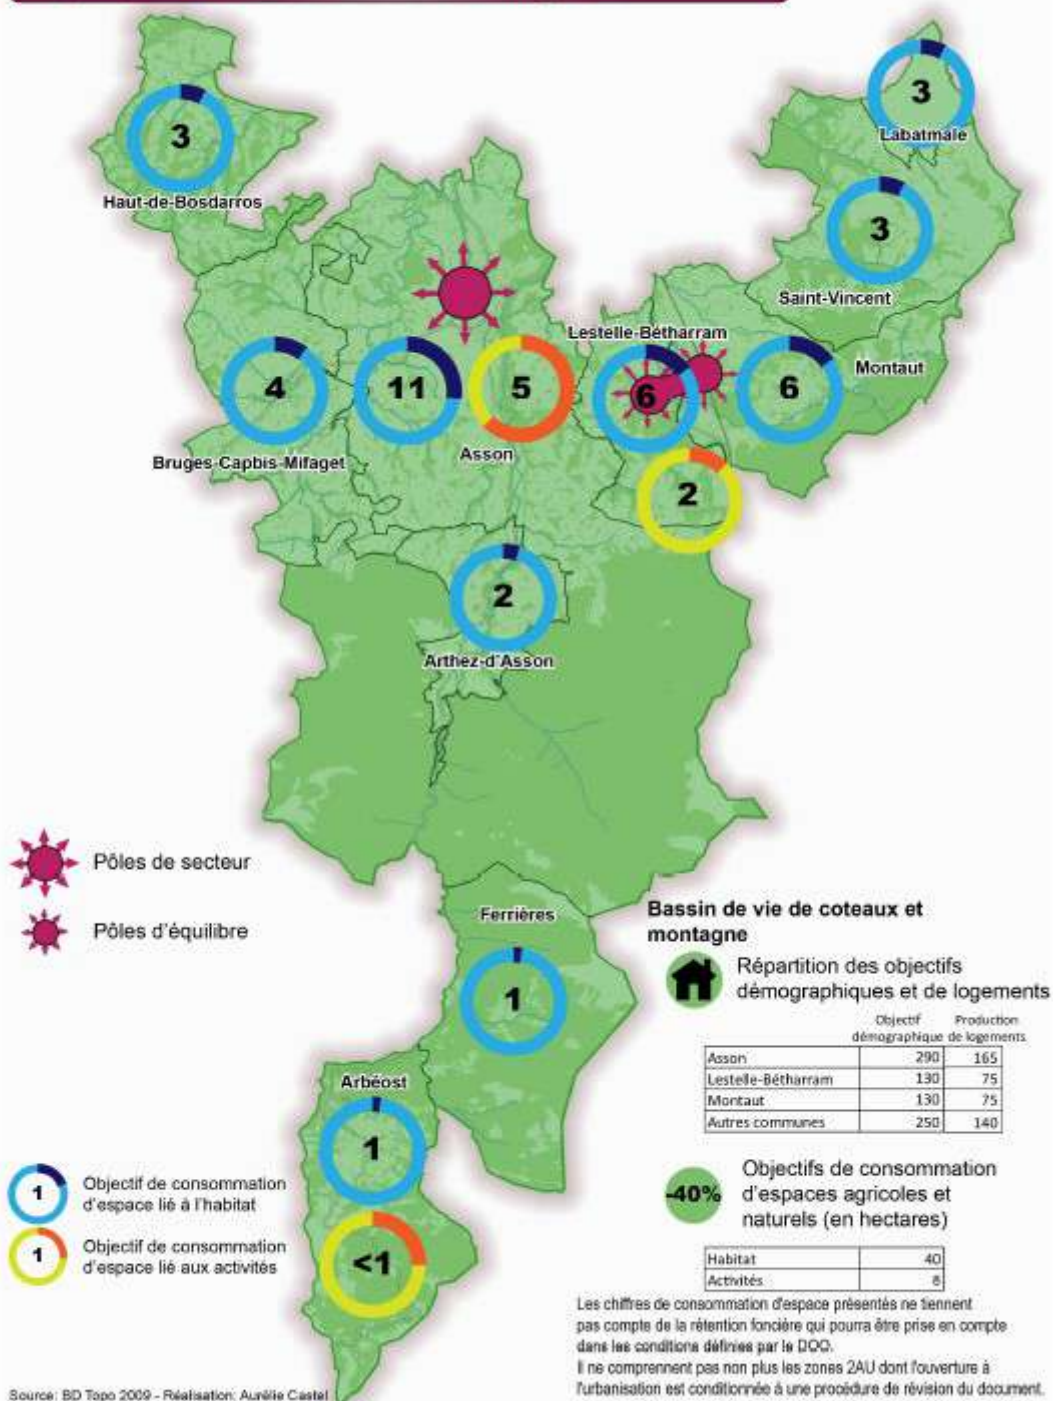 3
Labatmale
3
Haut-de-Bosdarros
3
Saint-Vincent
Lestelle-Bétharram
Montaut
4
11
5
6
6
Bruges-Capbis-Mifaget
Asson
2
2
Arthez-d'Asson
Pôles de secteur
Pôles d'équilibre
Ferrières
1
Arbéost
1
<1
1
Objectif de consommation
d'espace lié à l'habitat
1
Objectif de consommation
d'espace lié aux activités
Bassin de vie de coteaux et
montagne
Répartition des objectifs
démographiques et de logements
Objectif Production
démographique de logements
Asson 290 165
Lestelle-Bétharram 130 75
Montaut 130 75
Autres communes 250 140
-40%
Objectifs de consommation
d'espaces agricoles et
naturels (en hectares)
Habitat 40
Activités 8
Les chiffres de consommation d'espace présentés ne tiennent
pas compte de la rétention foncière qui pourra être prise en compte
dans les conditions définies par le DOO.
Il ne comprennent pas non plus les zones 2AU dont l'ouverture à
l'urbanisation est conditionnée à une procédure de révision du document.
Source: BD Topo 2009 - Réalisation: Aurélie Castel